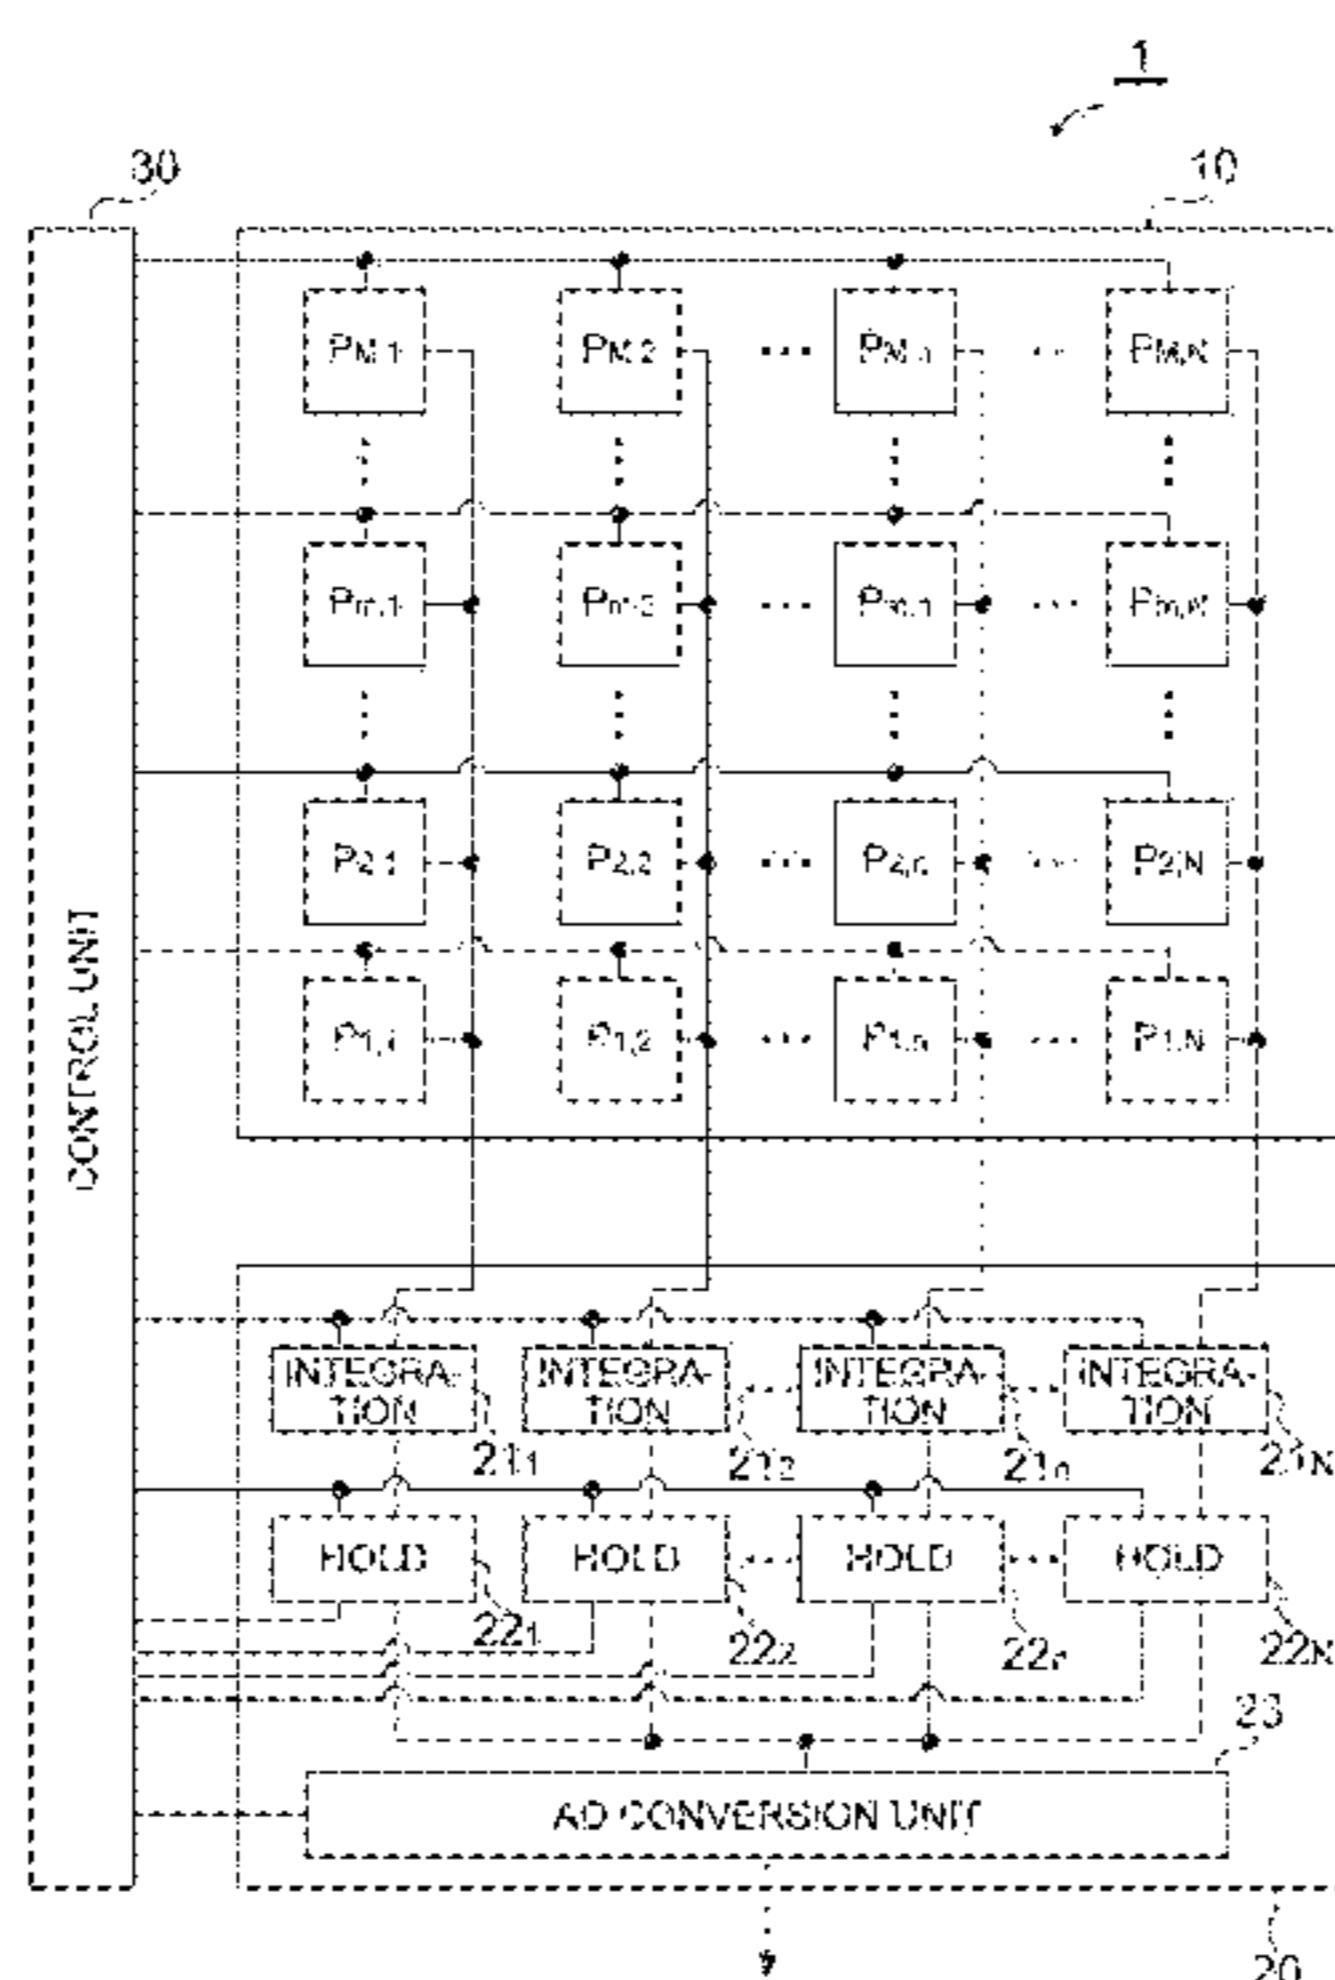 1
30 10
PM,1 PM,2 ... PM,n ... PM,N
Pm,1 Pm,2 ... Pm,n ... Pm,N
P2,1 P2,2 ... P2,n ... P2,N
P1,1 P1,2 ... P1,n ... P1,N
CONTROL UNIT
INTEGRA- INTEGRA- INTEGRA- INTEGRA-
TION TION TION TION
211 212 21n 21N
HOLD HOLD HOLD HOLD
221 222 22n 22N
23
AD CONVERSION UNIT
20